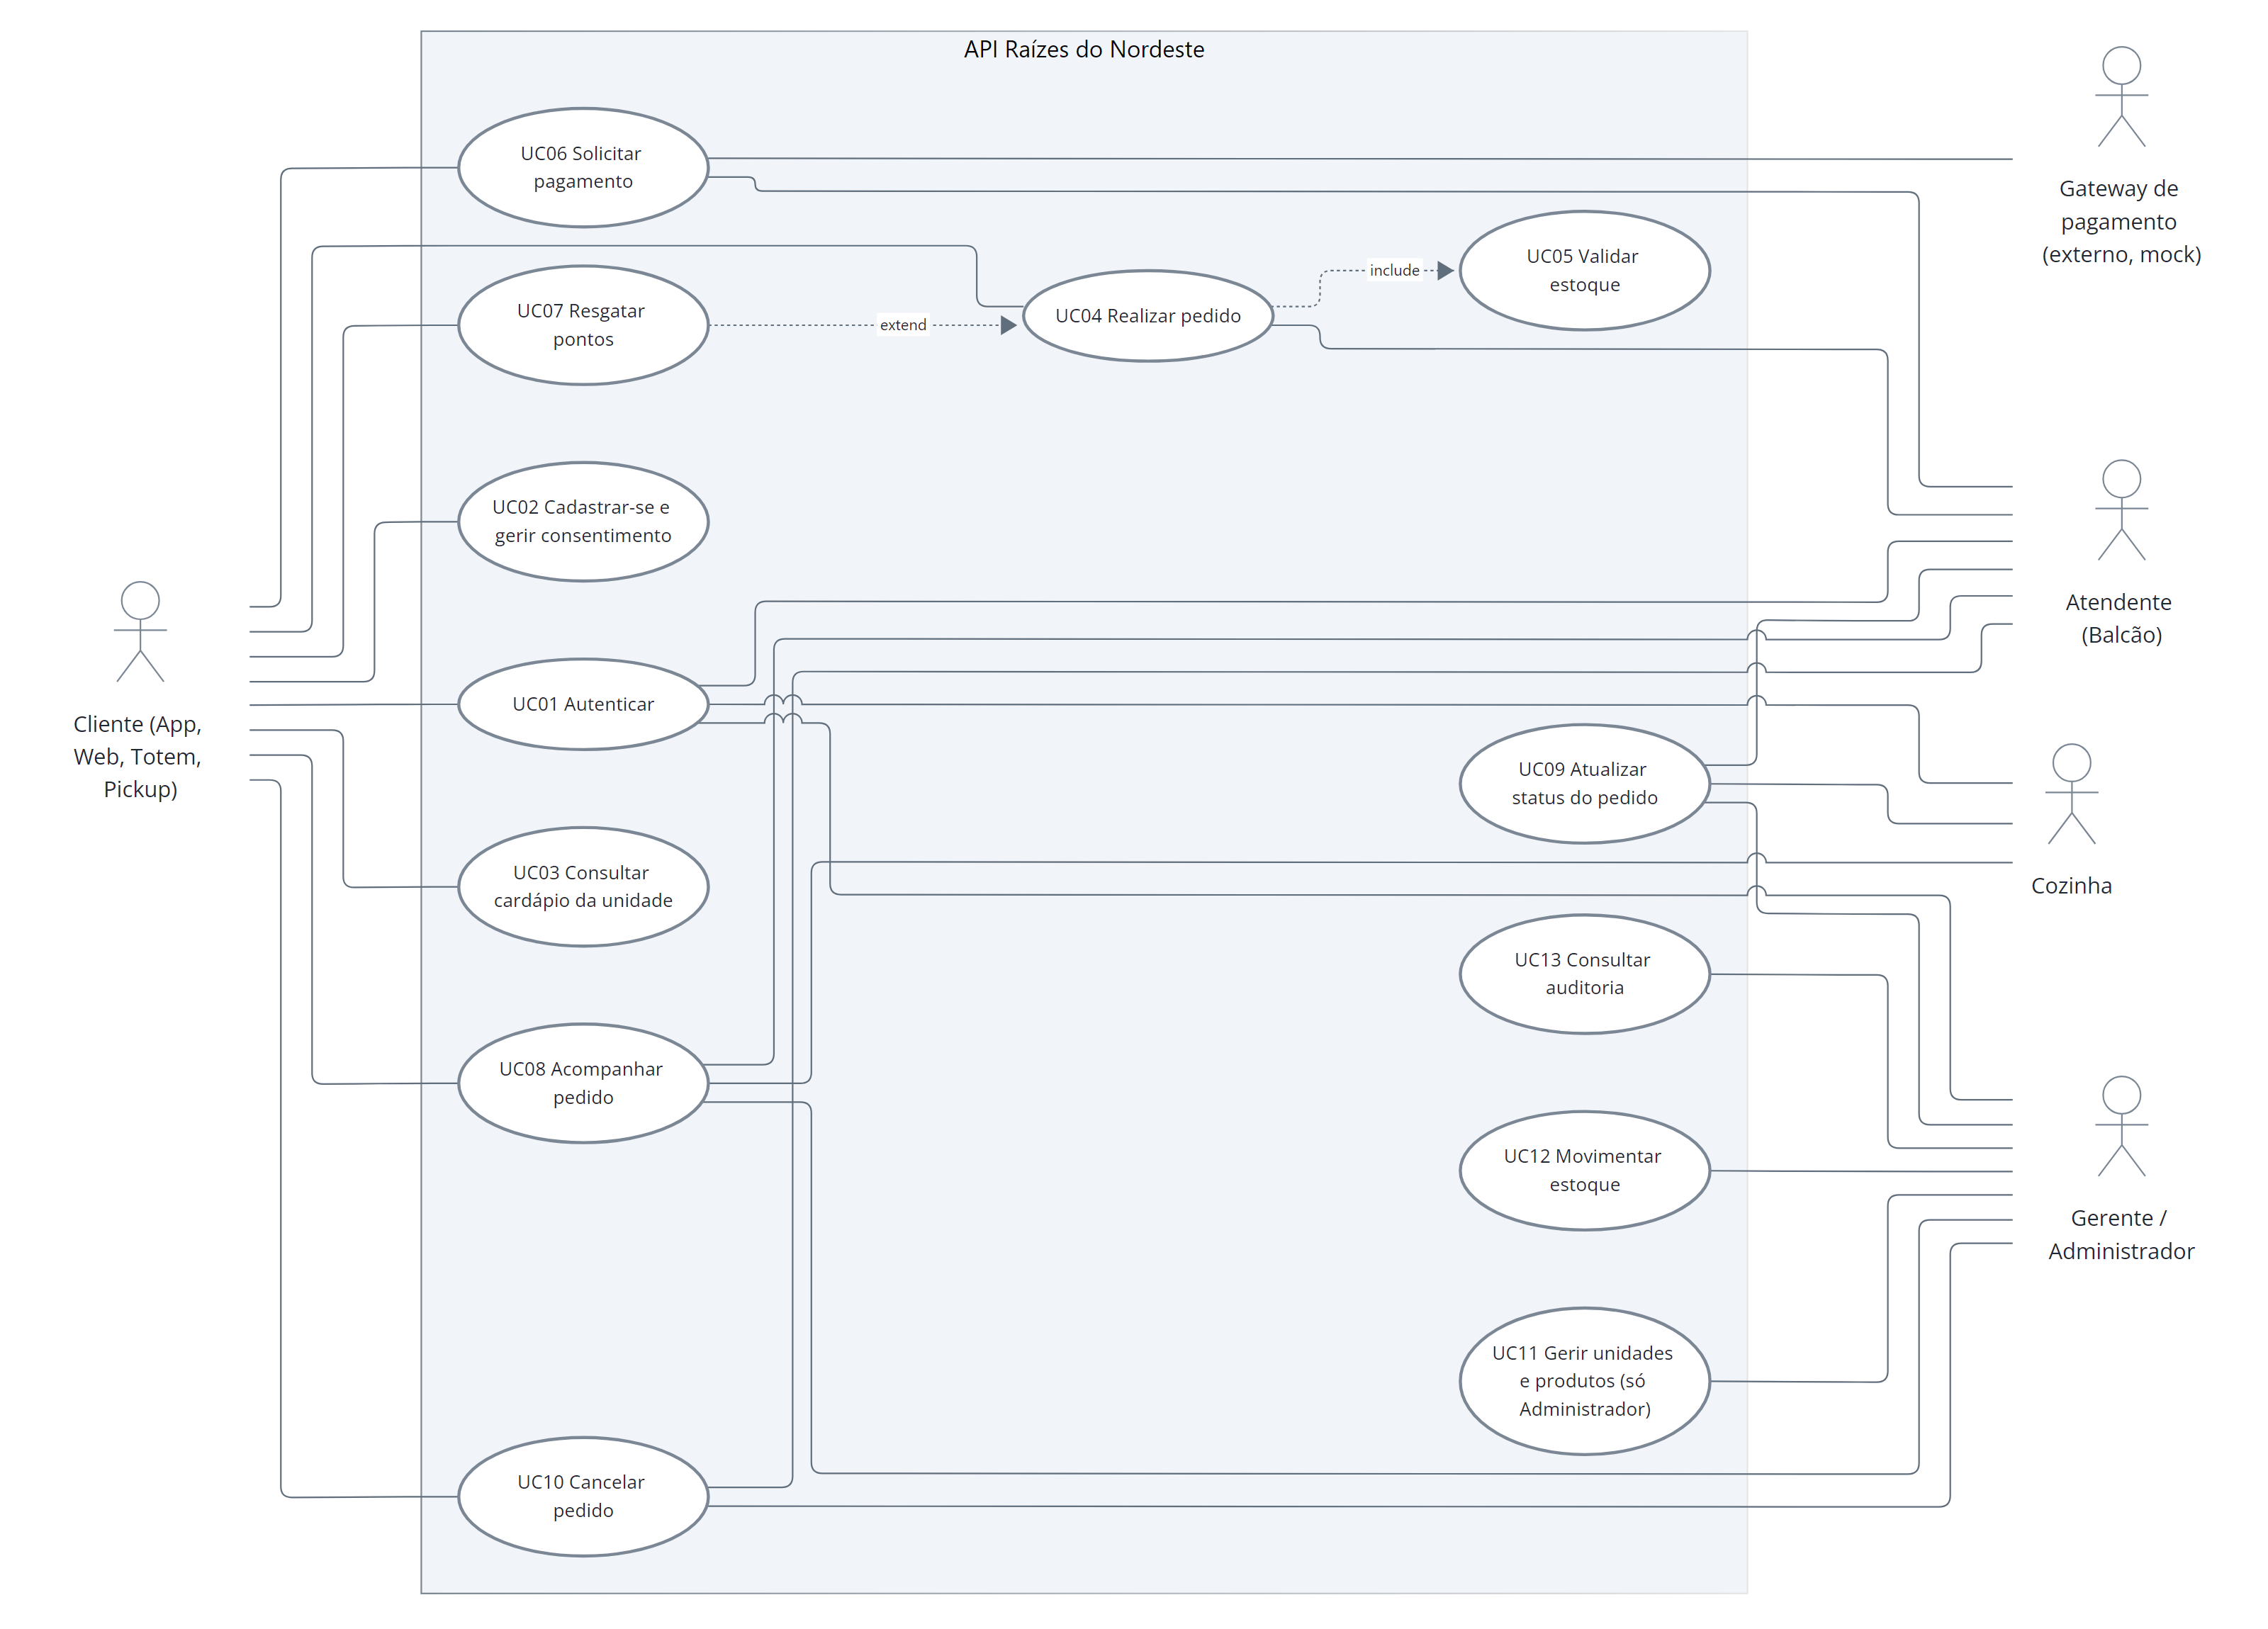 API Raízes do Nordeste
UC06 Solicitar
pagamento
Gateway de
pagamento
(externo, mock)
UC05 Validar
estoque
include
UC07 Resgatar
pontos
extend
UC04 Realizar pedido
UC02 Cadastrar-se e
gerir consentimento
Atendente
(Balcão)
Cliente (App,
Web, Totem,
Pickup)
UC01 Autenticar
UC09 Atualizar
status do pedido
UC03 Consultar
cardápio da unidade
Cozinha
UC13 Consultar
auditoria
UC08 Acompanhar
pedido
UC12 Movimentar
estoque
Gerente /
Administrador
UC11 Gerir unidades
e produtos (só
Administrador)
UC10 Cancelar
pedido